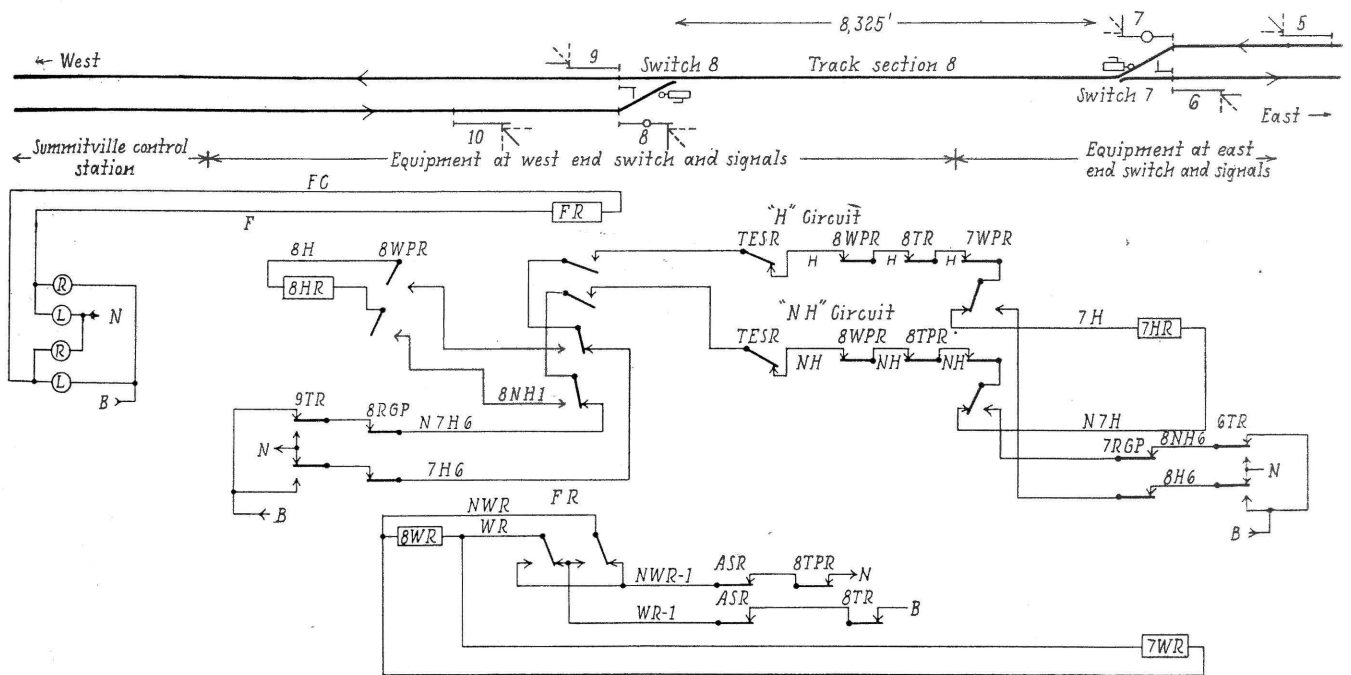 8,325'
7
5
← West
9
Switch 8
Track section 8
Switch 7
6
East →
10
8
Summitville control station
Equipment at west end switch and signals
Equipment at east end switch and signals
FC
F
FR
"H" Circuit
TESR
8WPR
8TR
7WPR
H
H
H
8H
8WPR
8HR
R
L
N
R
L
B
"NH" Circuit
7H
7HR
TESR
8WPR
8TPR
NH
NH
NH
8NH1
9TR
8RGP
N7H6
N7H
6TR
N
7RGP
8NH6
N
7H6
8H6
B
B
FR
NWR
8WR
WR
ASR
8TPR
NWR-1
N
ASR
8TR
WR-1
B
7WR